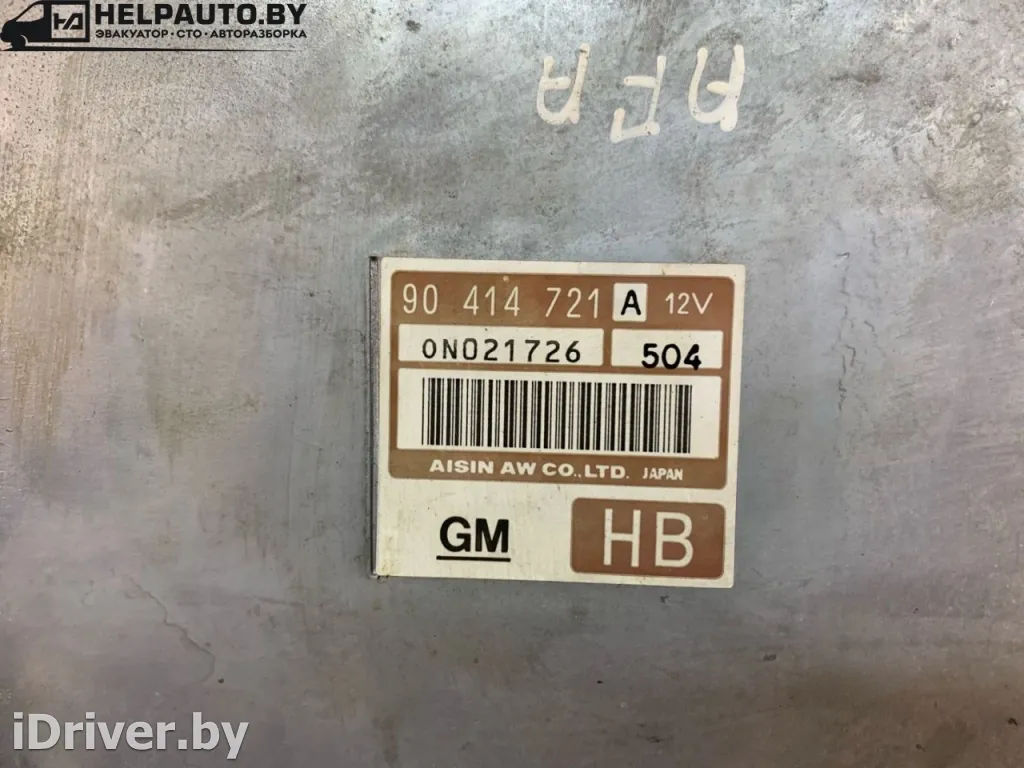 HELPAUTO.BY
ЭВАКУАТОР · СТО · АВТОРАЗБОРКА
90 414 721 A 12V
0N021726 504
AISIN AW CO.,LTD. JAPAN
GM HB
iDriver.by